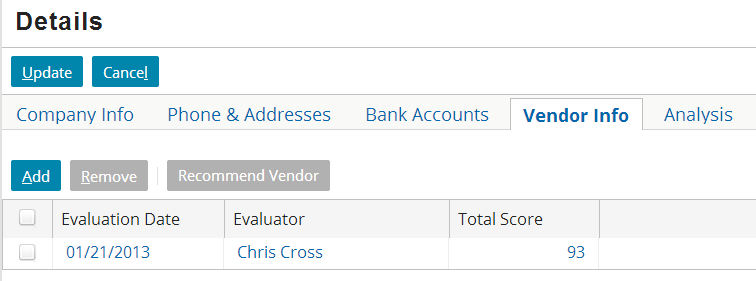 Details
Update Cancel
Company Info Phone & Addresses Bank Accounts Vendor Info Analysis
Add Remove Recommend Vendor
Evaluation Date Evaluator Total Score
01/21/2013 Chris Cross 93